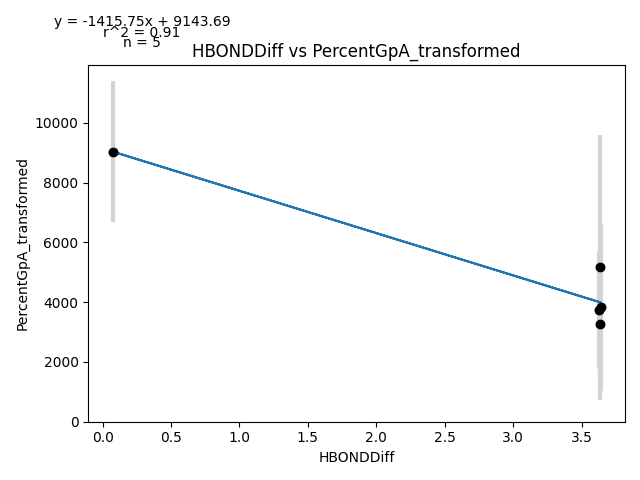 y = -1415.75x + 9143.69
r^2 = 0.91
n = 5
HBONDDiff vs PercentGpA_transformed
PercentGpA_transformed
10000
8000
6000
4000
2000
0
0.0 0.5 1.0 1.5 2.0 2.5 3.0 3.5
HBONDDiff